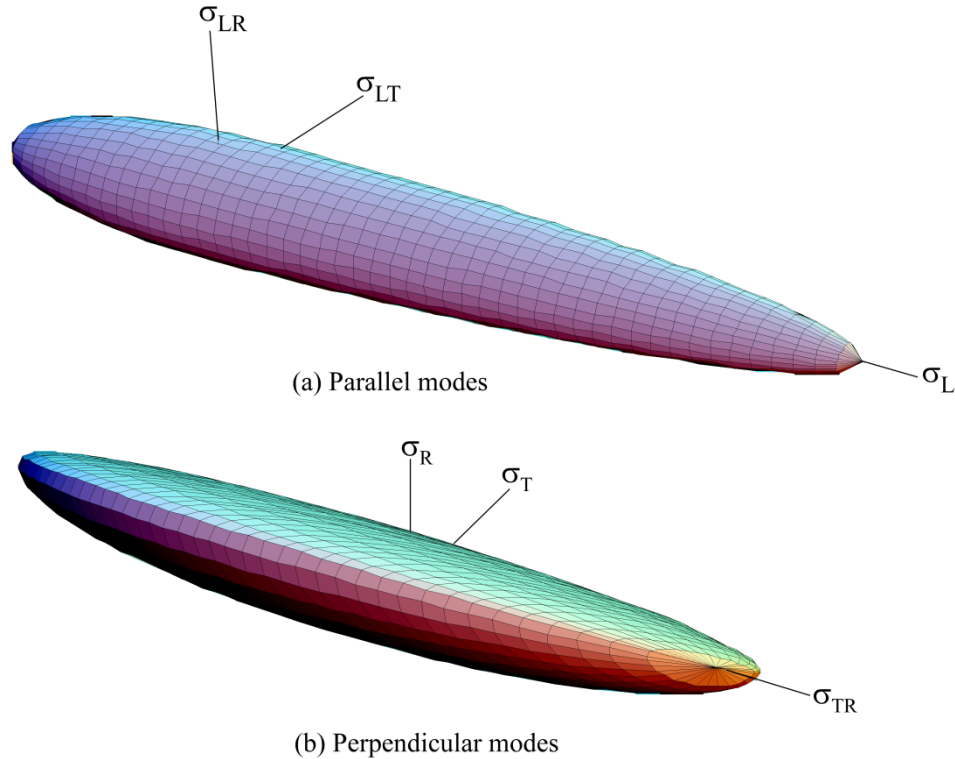 σLR
σLT
σL
(a) Parallel modes
σR
σT
σTR
(b) Perpendicular modes